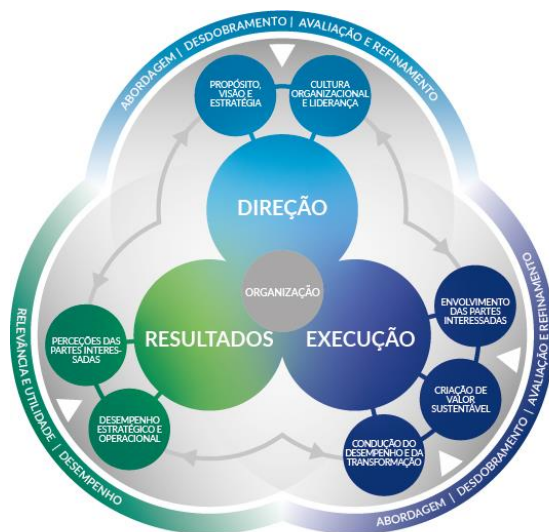 ABORDAGEM | DESDOBRAMENTO | AVALIAÇÃO E REFINAMENTO
PROPÓSITO,
VISÃO E
ESTRATÉGIA
CULTURA
ORGANIZACIONAL
E LIDERANÇA
DIREÇÃO
ORGANIZAÇÃO
RESULTADOS
EXECUÇÃO
PERCEÇÕES DAS
PARTES INTERES-
SADAS
DESEMPENHO
ESTRATÉGICO E
OPERACIONAL
ENVOLVIMENTO
DAS PARTES
INTERESSADAS
CRIAÇÃO DE
VALOR
SUSTENTÁVEL
CONDUÇÃO DO
DESEMPENHO E DA
TRANSFORMAÇÃO
RELEVÂNCIA E UTILIDADE | DESEMPENHO
ABORDAGEM | DESDOBRAMENTO | AVALIAÇÃO E REFINAMENTO